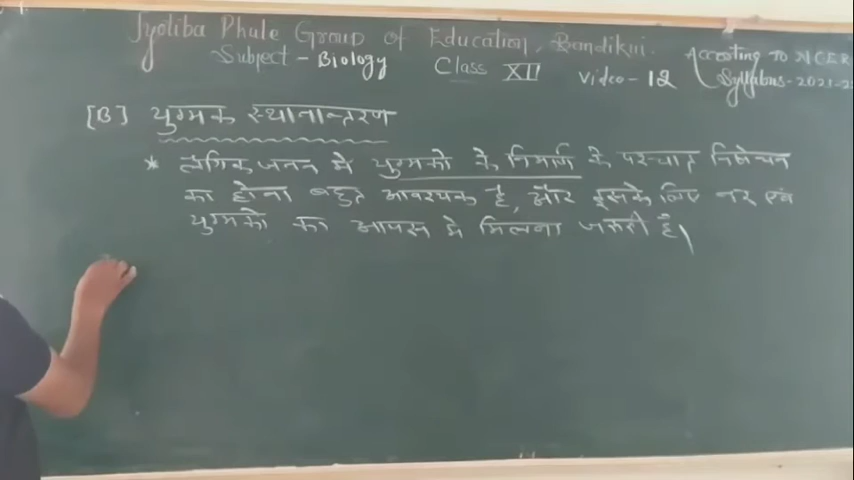 Jyotiba Phule Group of Education, Bandikui.
Subject - Biology Class XII Video - 12
According To NCER
Syllabus - 2021-2
[B] युग्मक स्थानान्तरण
* लैंगिक जनन में युग्मको के निर्माण के पश्चात निषेचन
का होना बहुत आवश्यक है, और इसके लिए नर एवं
युग्मको का आपस मे मिलना जरूरी है।